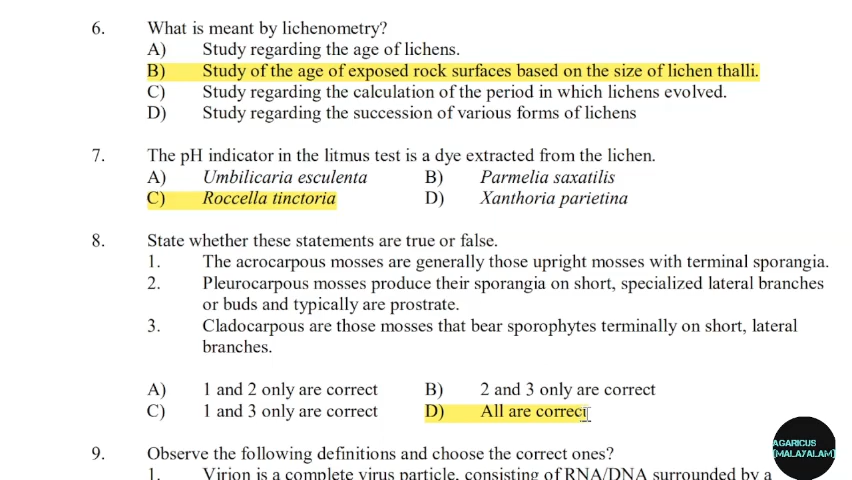 6. What is meant by lichenometry?
A) Study regarding the age of lichens.
B) Study of the age of exposed rock surfaces based on the size of lichen thalli.
C) Study regarding the calculation of the period in which lichens evolved.
D) Study regarding the succession of various forms of lichens
7. The pH indicator in the litmus test is a dye extracted from the lichen.
A) Umbilicaria esculenta B) Parmelia saxatilis
C) Roccella tinctoria D) Xanthoria parietina
8. State whether these statements are true or false.
1. The acrocarpous mosses are generally those upright mosses with terminal sporangia.
2. Pleurocarpous mosses produce their sporangia on short, specialized lateral branches
or buds and typically are prostrate.
3. Cladocarpous are those mosses that bear sporophytes terminally on short, lateral
branches.
A) 1 and 2 only are correct B) 2 and 3 only are correct
C) 1 and 3 only are correct D) All are correct
9. Observe the following definitions and choose the correct ones?
1. Virion is a complete virus particle, consisting of RNA/DNA surrounded by a
AGARICUS
(MALAYALAM)